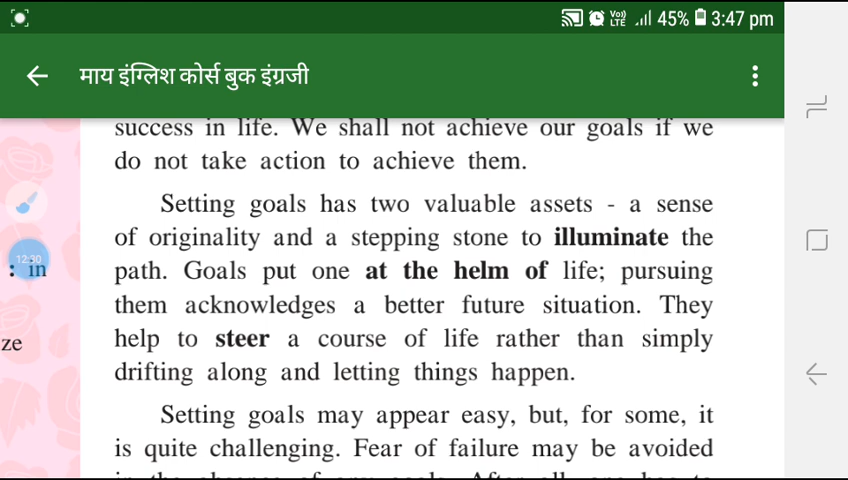 45% 3:47 pm
माय इंग्लिश कोर्स बुक इंग्रजी
success in life. We shall not achieve our goals if we
do not take action to achieve them.
Setting goals has two valuable assets - a sense
of originality and a stepping stone to illuminate the
path. Goals put one at the helm of life; pursuing
them acknowledges a better future situation. They
help to steer a course of life rather than simply
drifting along and letting things happen.
Setting goals may appear easy, but, for some, it
is quite challenging. Fear of failure may be avoided
12:30
: in
ze